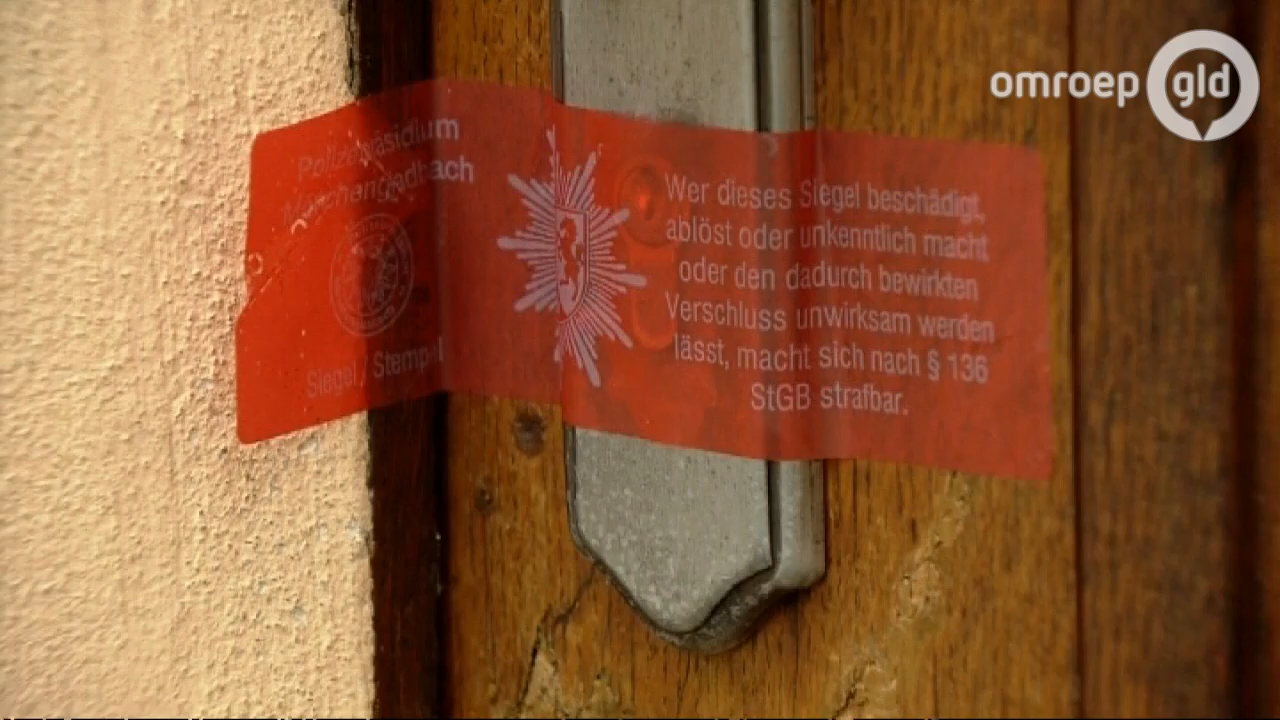 omroep gld
Polizeipräsidium
Mönchengladbach
Siegel / Stempel
Wer dieses Siegel beschädigt,
ablöst oder unkenntlich macht
oder den dadurch bewirkten
Verschluss unwirksam werden
lässt, macht sich nach § 136
StGB strafbar.